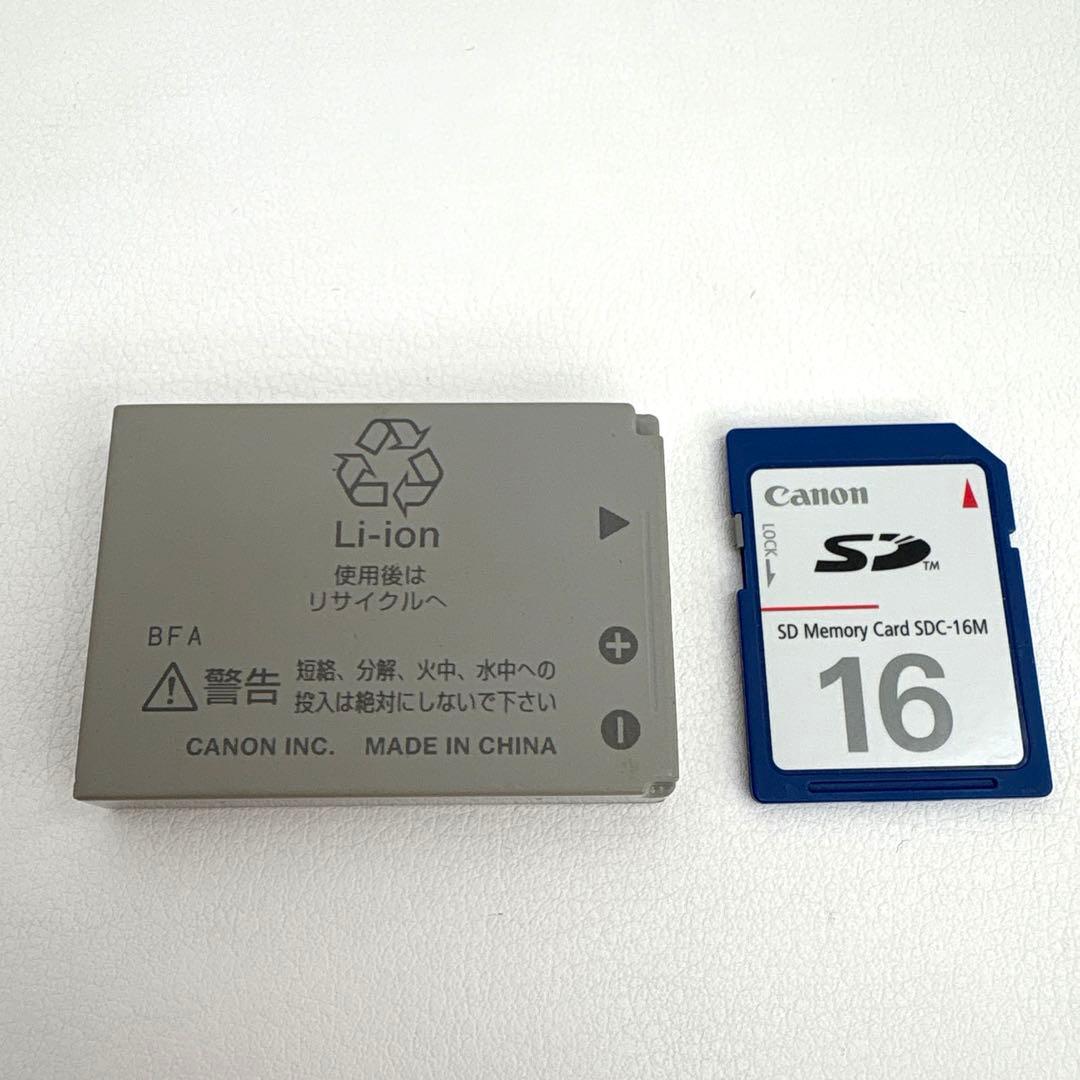 Li-ion
使用後は
リサイクルへ
BFA
警告
短絡、分解、火中、水中への
投入は絶対にしないで下さい
CANON INC. MADE IN CHINA
Canon
LOCK
SD™
SD Memory Card SDC-16M
16